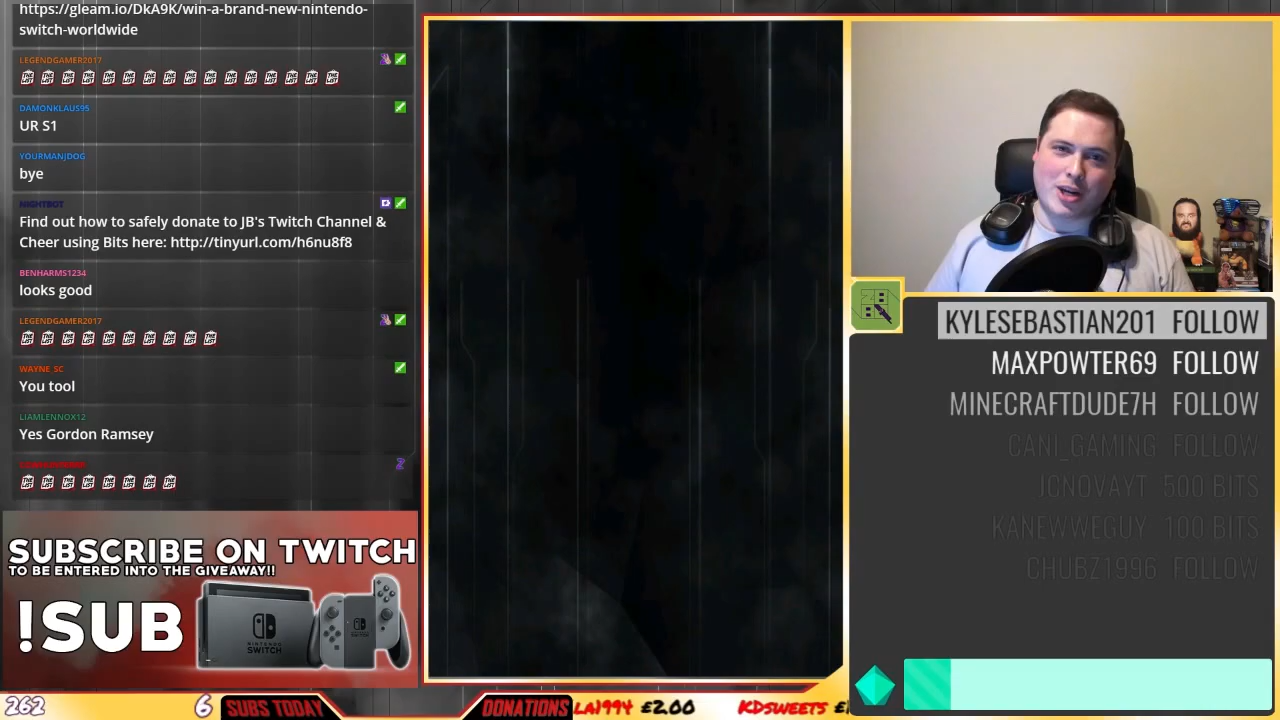 https://gleam.io/DkA9K/win-a-brand-new-nintendo-
switch-worldwide
LEGENDGAMER2017
DAMONKLAUS95
UR S1
YOURMANJDOG
bye
NIGHTBOT
Find out how to safely donate to JB's Twitch Channel &
Cheer using Bits here: http://tinyurl.com/h6nu8f8
BENHARMS1234
looks good
LEGENDGAMER2017
WAYNE_SC
You tool
LIAMLENNOX12
Yes Gordon Ramsey
SUBSCRIBE ON TWITCH
TO BE ENTERED INTO THE GIVEAWAY!!
!SUB
NINTENDO
SWITCH
262
6 SUBS TODAY
DONATIONS LA1994 £2.00 KDSWEETS
KYLESEBASTIAN201 FOLLOW
MAXPOWTER69 FOLLOW
MINECRAFTDUDE7H FOLLOW
CANI_GAMING FOLLOW
JCNOVAYT 500 BITS
KANEWWEGUY 100 BITS
CHUBZ1996 FOLLOW